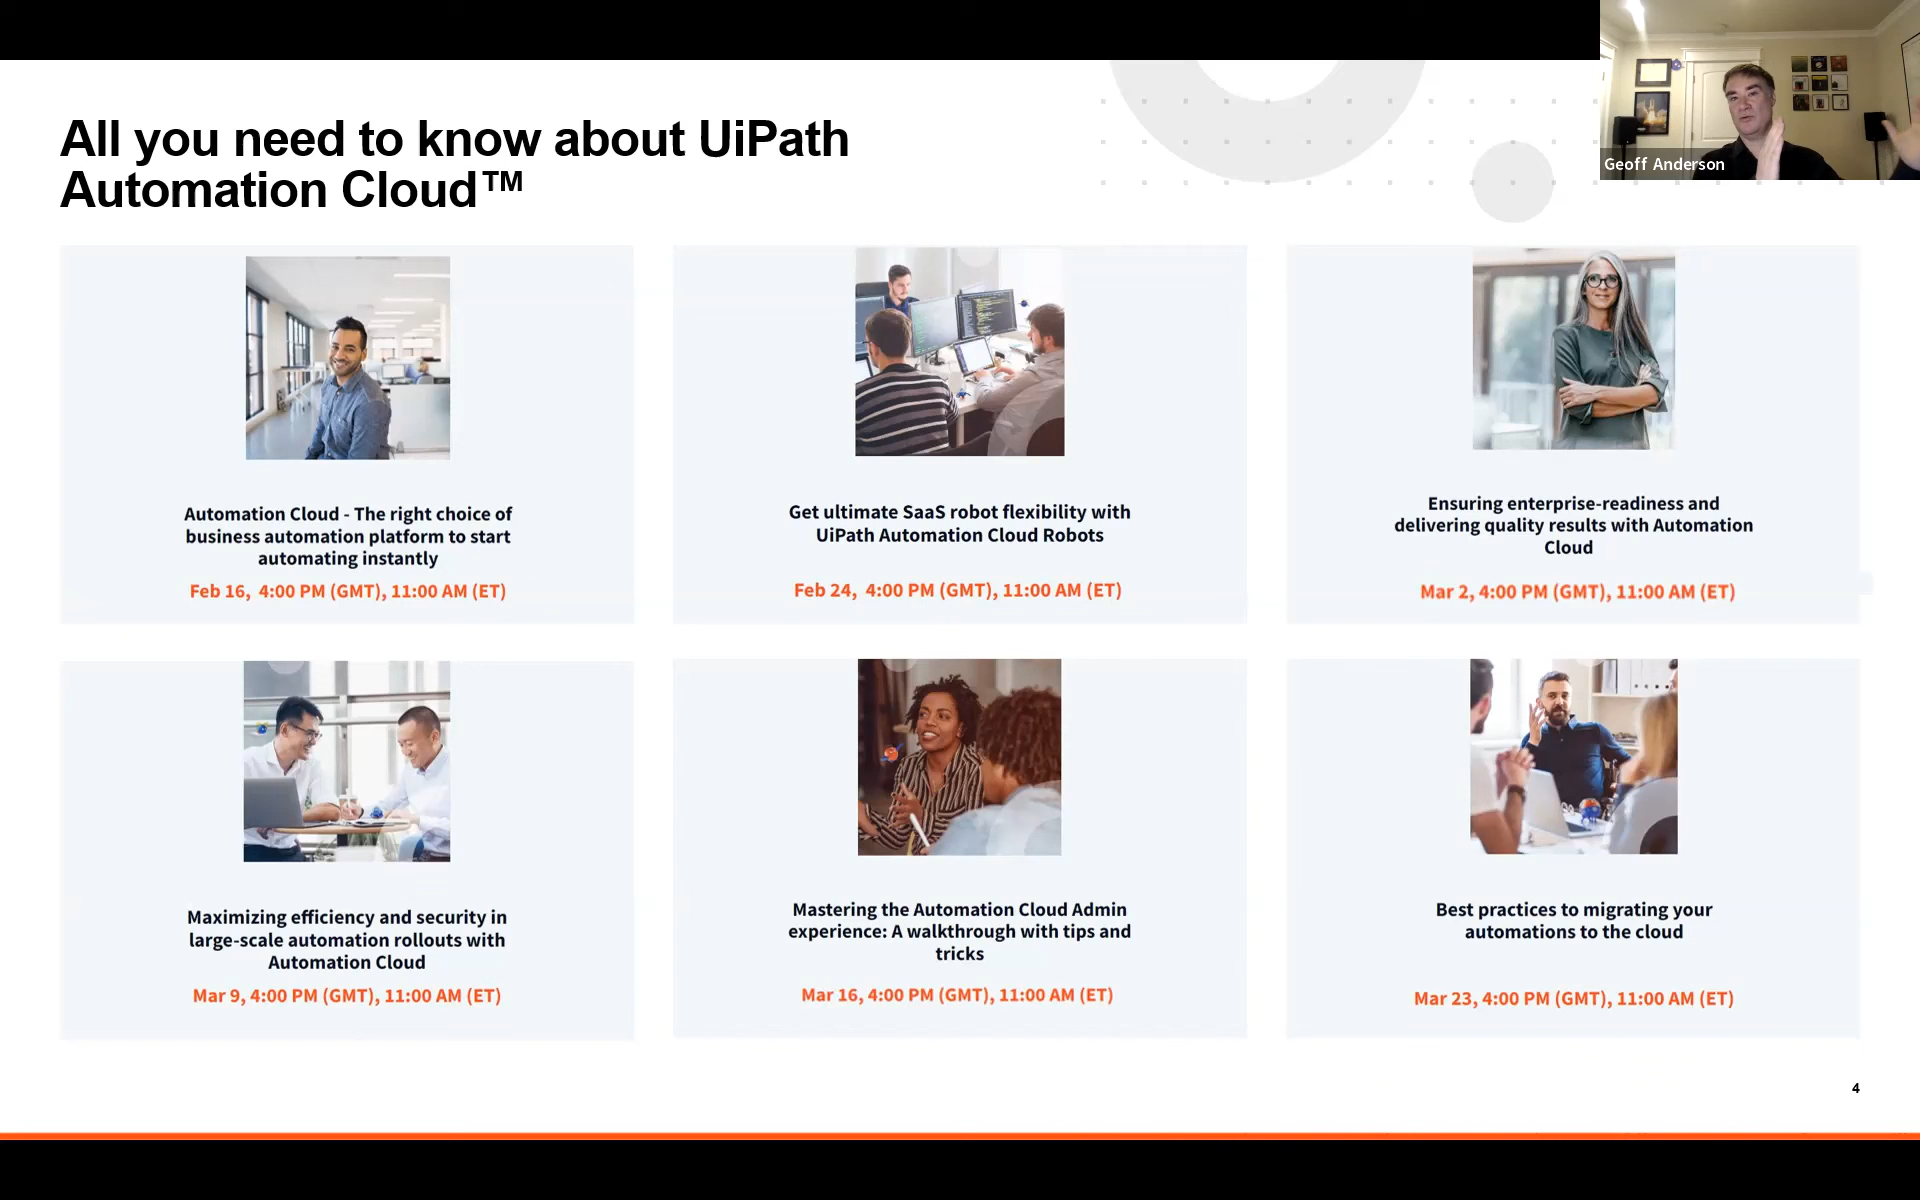 All you need to know about UiPath
Automation Cloud™
Geoff Anderson
Automation Cloud - The right choice of
business automation platform to start
automating instantly
Feb 16,  4:00 PM (GMT), 11:00 AM (ET)
Get ultimate SaaS robot flexibility with
UiPath Automation Cloud Robots
Feb 24,  4:00 PM (GMT), 11:00 AM (ET)
Ensuring enterprise-readiness and
delivering quality results with Automation
Cloud
Mar 2, 4:00 PM (GMT), 11:00 AM (ET)
Maximizing efficiency and security in
large-scale automation rollouts with
Automation Cloud
Mar 9, 4:00 PM (GMT), 11:00 AM (ET)
Mastering the Automation Cloud Admin
experience: A walkthrough with tips and
tricks
Mar 16, 4:00 PM (GMT), 11:00 AM (ET)
Best practices to migrating your
automations to the cloud
Mar 23, 4:00 PM (GMT), 11:00 AM (ET)
4